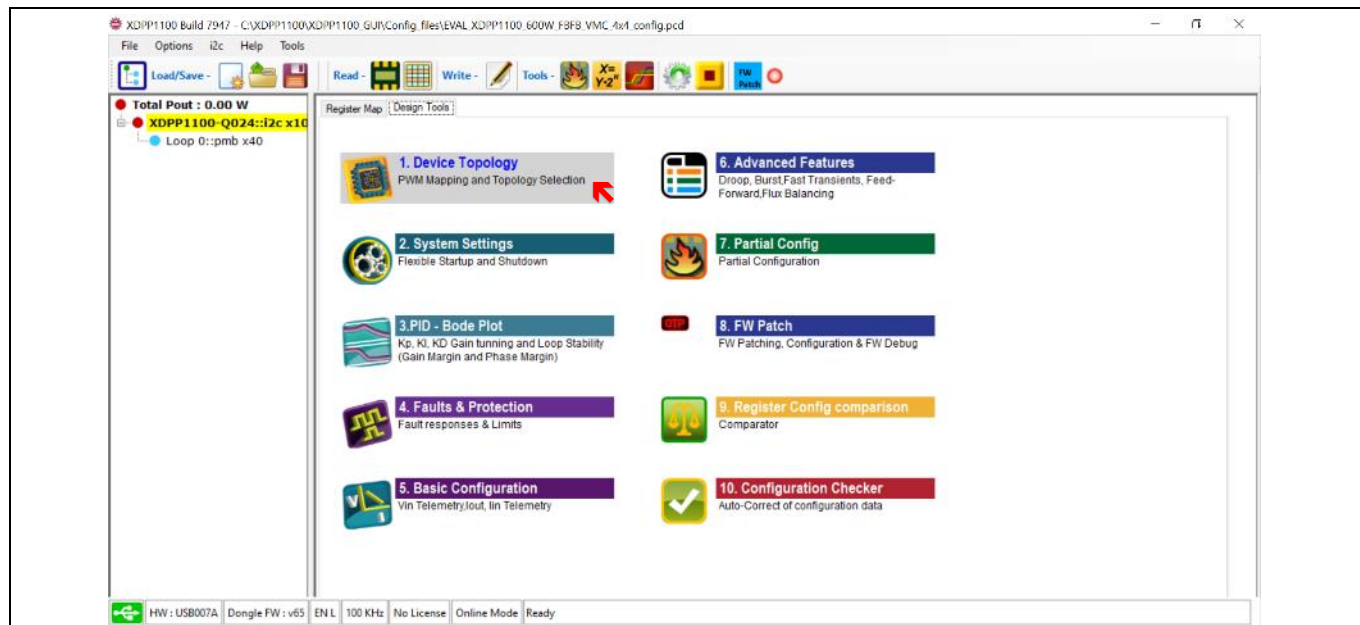 XDPP1100 Build 7947 - C:\XDPP1100\XDPP1100_GUI\Config_files\EVAL_XDPP1100_600W_FBFB_VMC_4x4_config.pcd
File Options i2c Help Tools
Load/Save - Read - Write - Tools - X= Y-2" FW Patch
Total Pout : 0.00 W
XDPP1100-Q024::i2c x10
Loop 0::pmb x40
Register Map Design Tools
1. Device Topology
PWM Mapping and Topology Selection
2. System Settings
Flexible Startup and Shutdown
3.PID - Bode Plot
Kp, KI, KD Gain tunning and Loop Stability
(Gain Margin and Phase Margin)
4. Faults & Protection
Fault responses & Limits
5. Basic Configuration
Vin Telemetry,Iout, Iin Telemetry
6. Advanced Features
Droop, Burst,Fast Transients, Feed-
Forward,Flux Balancing
7. Partial Config
Partial Configuration
OTP
8. FW Patch
FW Patching, Configuration & FW Debug
9. Register Config comparison
Comparator
10. Configuration Checker
Auto-Correct of configuration data
HW : USB007A Dongle FW : v65 EN L 100 KHz No License Online Mode Ready